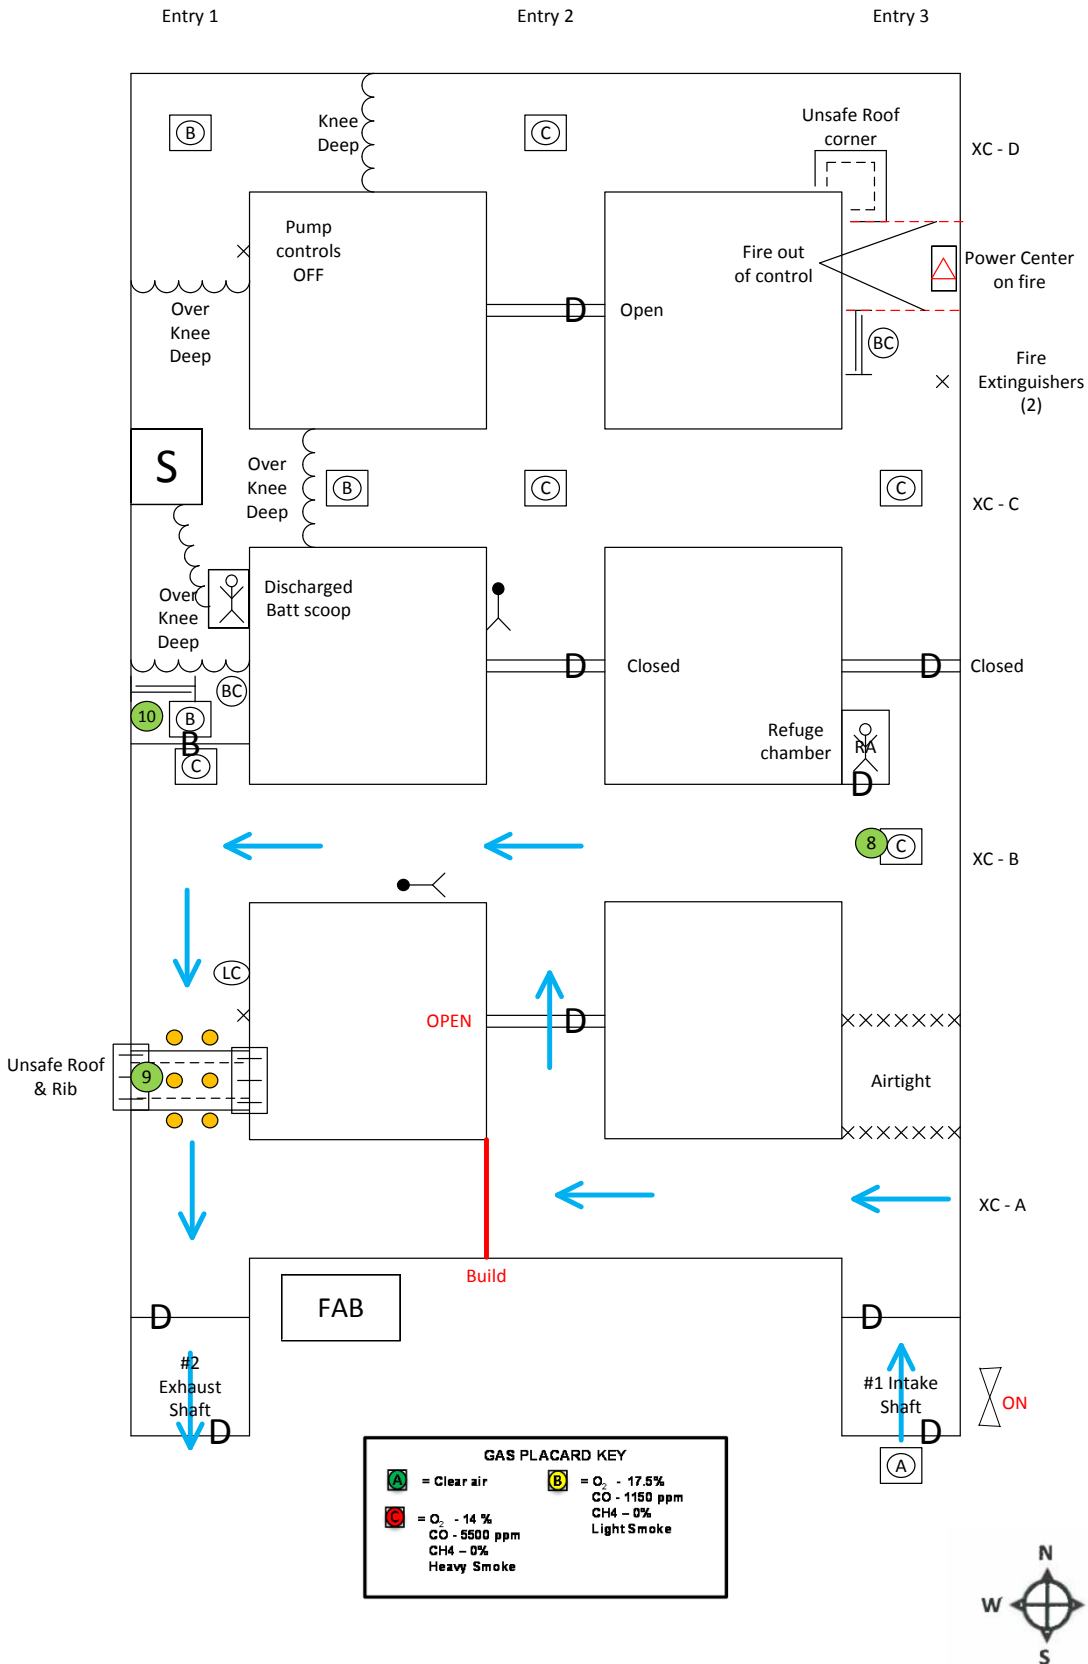 Entry 1
Entry 2
Entry 3
Knee
Deep
Unsafe Roof
corner
B
C
XC - D
Pump
controls
OFF
Fire out
of control
Power Center
on fire
Over
Knee
Deep
D
Open
BC
Fire
Extinguishers
(2)
S
Over
Knee
Deep
B
C
C
XC - C
Over
Knee
Deep
Discharged
Batt scoop
D
Closed
D
Closed
BC
10
B
B
C
Refuge
chamber
RA
D
8
C
XC - B
LC
OPEN
D
Unsafe Roof
& Rib
9
Airtight
XC - A
Build
FAB
D
D
#2
Exhaust
Shaft
D
#1 Intake
Shaft
D
ON
A
GAS PLACARD KEY
A = Clear air
B = O2 - 17.5%
CO - 1150 ppm
CH4 – 0%
Light Smoke
C = O2 - 14 %
CO - 5500 ppm
CH4 – 0%
Heavy Smoke
N
W
E
S